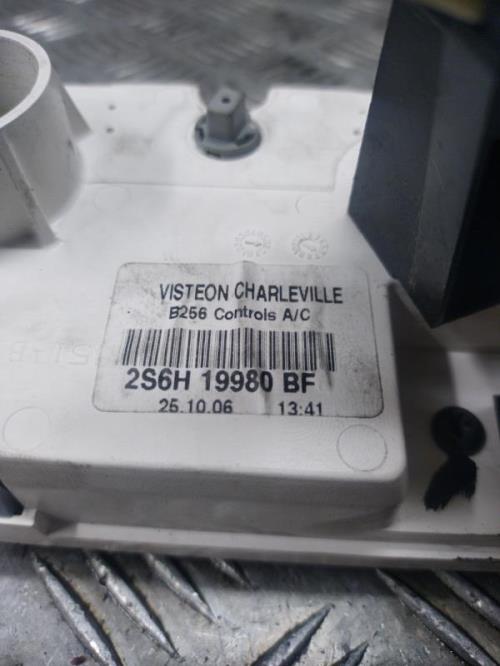 VISTEON CHARLEVILLE
B256 Controls A/C
2S6H 19980 BF
25.10.06 13:41